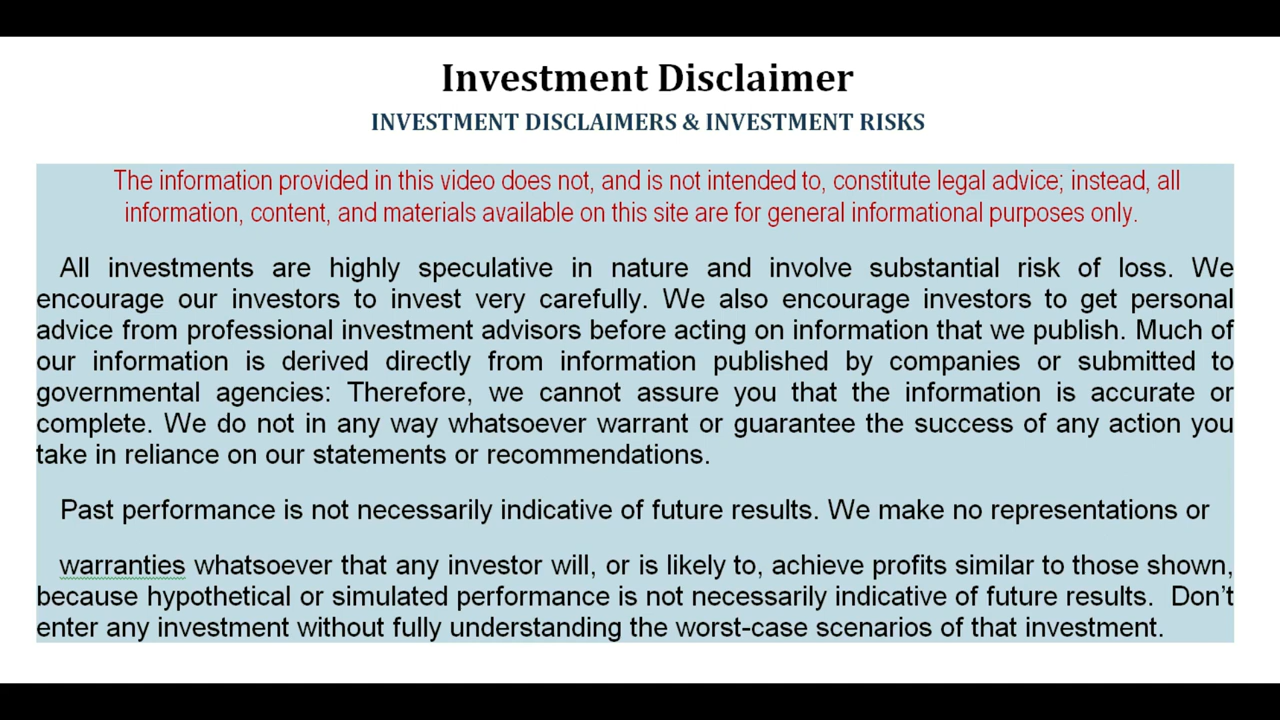 Investment Disclaimer
INVESTMENT DISCLAIMERS & INVESTMENT RISKS
The information provided in this video does not, and is not intended to, constitute legal advice; instead, all
information, content, and materials available on this site are for general informational purposes only.
All investments are highly speculative in nature and involve substantial risk of loss. We
encourage our investors to invest very carefully. We also encourage investors to get personal
advice from professional investment advisors before acting on information that we publish. Much of
our information is derived directly from information published by companies or submitted to
governmental agencies: Therefore, we cannot assure you that the information is accurate or
complete. We do not in any way whatsoever warrant or guarantee the success of any action you
take in reliance on our statements or recommendations.
Past performance is not necessarily indicative of future results. We make no representations or
warranties whatsoever that any investor will, or is likely to, achieve profits similar to those shown,
because hypothetical or simulated performance is not necessarily indicative of future results. Don’t
enter any investment without fully understanding the worst-case scenarios of that investment.